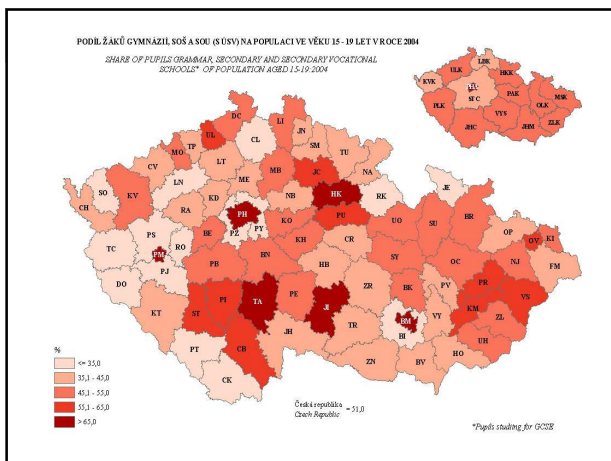 PODÍL ŽÁKŮ GYMNÁZIÍ, SOŠ A SOU (S ÚSV) NA POPULACI VE VĚKU 15 - 19 LET V ROCE 2004
SHARE OF PUPILS GRAMMAR, SECONDARY AND SECONDARY VOCATIONAL
SCHOOLS* OF POPULATION AGED 15-19: 2004
LBK
ULK
KVK
HKK
STC
PAK
MSK
PLK
OLK
VYS
ZLK
JHC
JHM
DC
LI
UL
JN
CL
MO
TP
SM
TU
CV
LT
JC
NA
ME
MB
SO
LN
HK
RK
JE
KV
KD
NB
CH
RA
PH
PU
PS
BE
PZ
PY
KO
UO
SU
BR
RO
CR
OP
OV
KI
TC
PM
KH
BN
SY
OC
NJ
FM
PJ
PB
HB
DO
BK
PV
PR
VS
TA
PE
ZR
KT
ST
PI
JI
KM
ZL
BM
VY
BI
TR
UH
PT
CB
JH
HO
BV
ZN
CK
%
<= 35,0
35,1 - 45,0
45,1 - 55,0
55,1 - 65,0
> 65,0
Česká republika
Czech Republic = 51,0
*Pupils studiing for GCSE